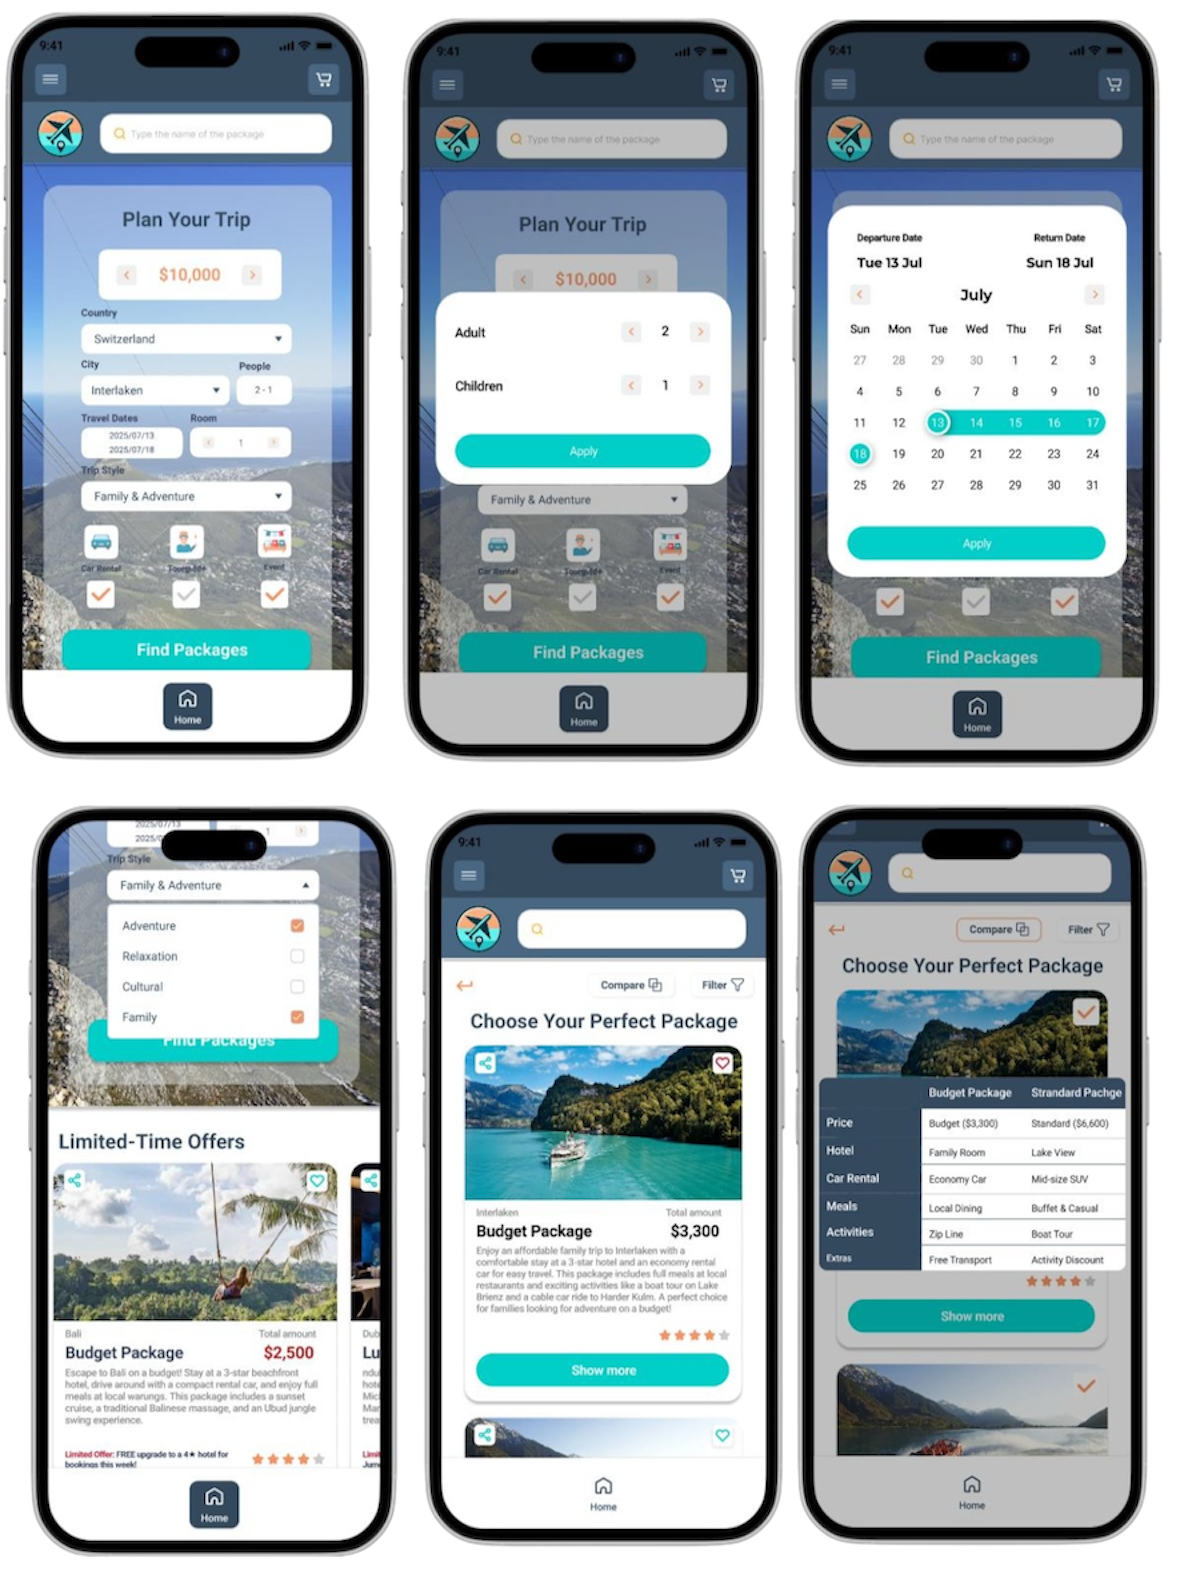 9:41
Type the name of the package
Plan Your Trip
$10,000
Country
Switzerland
City
People
Interlaken
2 - 1
Travel Dates
Room
2025/07/13
2025/07/18
1
Trip Style
Family & Adventure
Car Rental
Event
Find Packages
Home
9:41
Type the name of the package
Plan Your Trip
$10,000
Adult
2
Children
1
Apply
Family & Adventure
Car Rental
Event
Find Packages
Home
9:41
Type the name of the package
Departure Date
Return Date
Tue 13 Jul
Sun 18 Jul
July
Sun Mon Tue Wed Thu Fri Sat
27 28 29 30 1 2 3
4 5 6 7 8 9 10
11 12 13 14 15 16 17
18 19 20 21 22 23 24
25 26 27 28 29 30 31
Apply
Find Packages
Home
2025/07/13
1
Trip Style
Family & Adventure
Adventure
Relaxation
Cultural
Family
Find Packages
Limited-Time Offers
Bali
Total amount
Budget Package
$2,500
Escape to Bali on a budget! Stay at a 3-star beachfront
hotel, drive around with a compact rental car, and enjoy full
meals at local warungs. This package includes a sunset
cruise, a traditional Balinese massage, and an Ubud jungle
swing experience.
Limited Offer: FREE upgrade to a 4★ hotel for
bookings this week!
Dub
Lu
Home
9:41
Compare
Filter
Choose Your Perfect Package
Interlaken
Total amount
Budget Package
$3,300
Enjoy an affordable family trip to Interlaken with a
comfortable stay at a 3-star hotel and an economy rental
car for easy travel. This package includes full meals at local
restaurants and exciting activities like a boat tour on Lake
Brienz and a cable car ride to Harder Kulm. A perfect choice
for families looking for adventure on a budget!
Show more
Home
Compare
Filter
Choose Your Perfect Package
Budget Package Strandard Pachge
Price Budget ($3,300) Standard ($6,600)
Hotel Family Room Lake View
Car Rental Economy Car Mid-size SUV
Meals Local Dining Buffet & Casual
Activities Zip Line Boat Tour
Extras Free Transport Activity Discount
Show more
Home